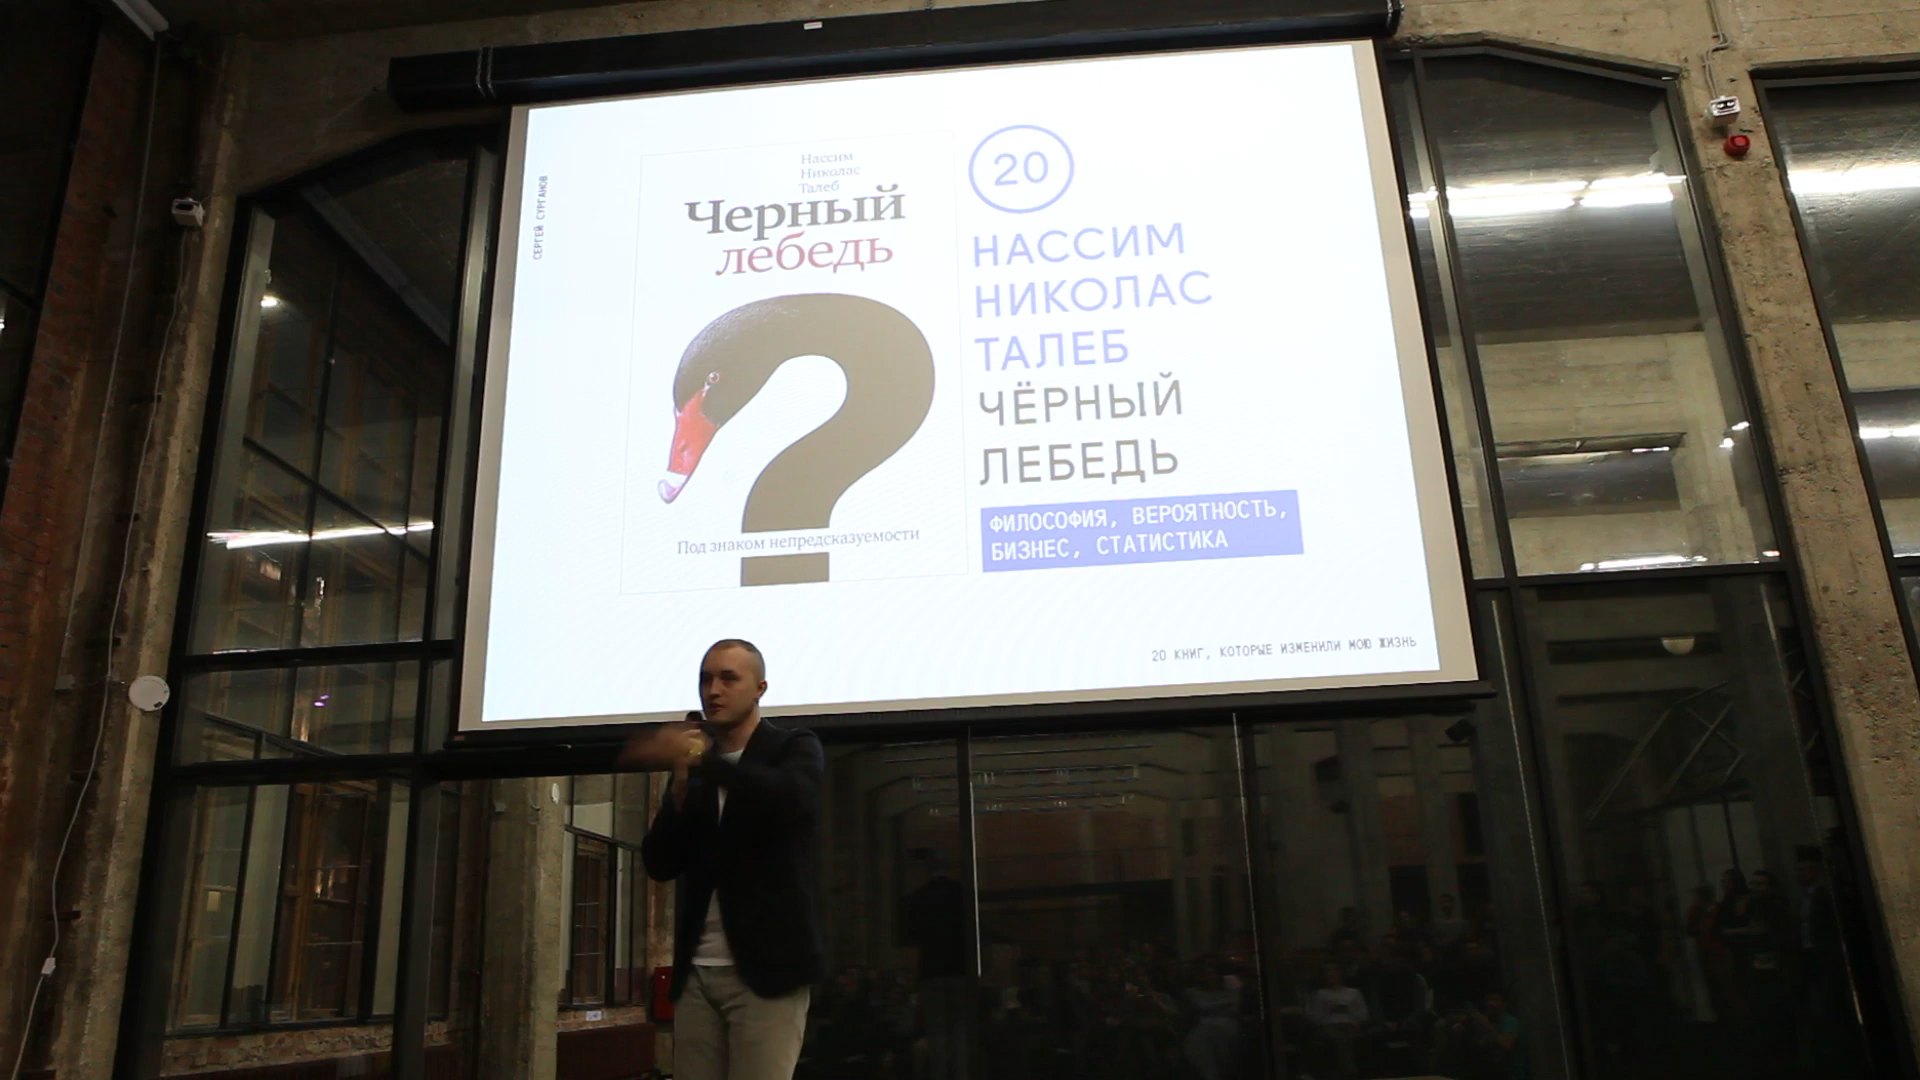 СЕРГЕЙ СУРГАНОВ
Нассим
Николас
Талеб
Черный
лебедь
Под знаком непредсказуемости
20
НАССИМ
НИКОЛАС
ТАЛЕБ
ЧЁРНЫЙ
ЛЕБЕДЬ
ФИЛОСОФИЯ, ВЕРОЯТНОСТЬ,
БИЗНЕС, СТАТИСТИКА
20 КНИГ, КОТОРЫЕ ИЗМЕНИЛИ МОЮ ЖИЗНЬ